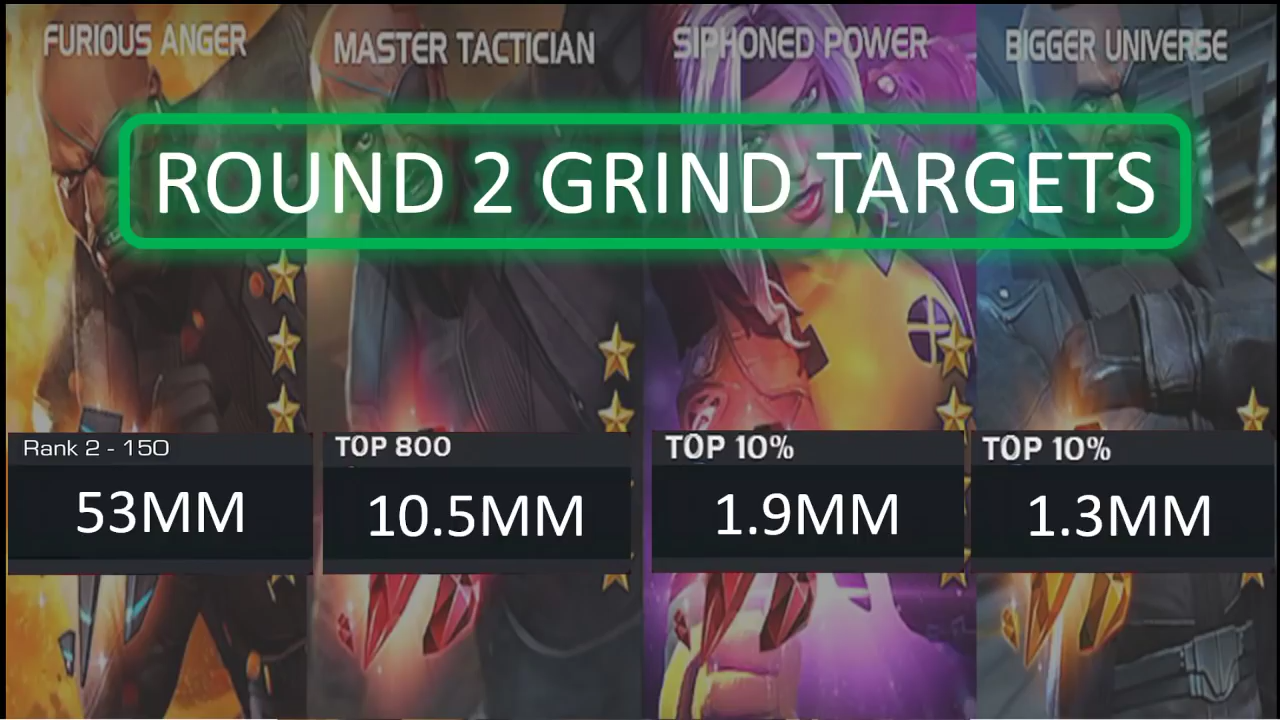 FURIOUS ANGER
MASTER TACTICIAN
SIPHONED POWER
BIGGER UNIVERSE
ROUND 2 GRIND TARGETS
Rank 2 - 150
TOP 800
TOP 10%
TOP 10%
53MM
10.5MM
1.9MM
1.3MM